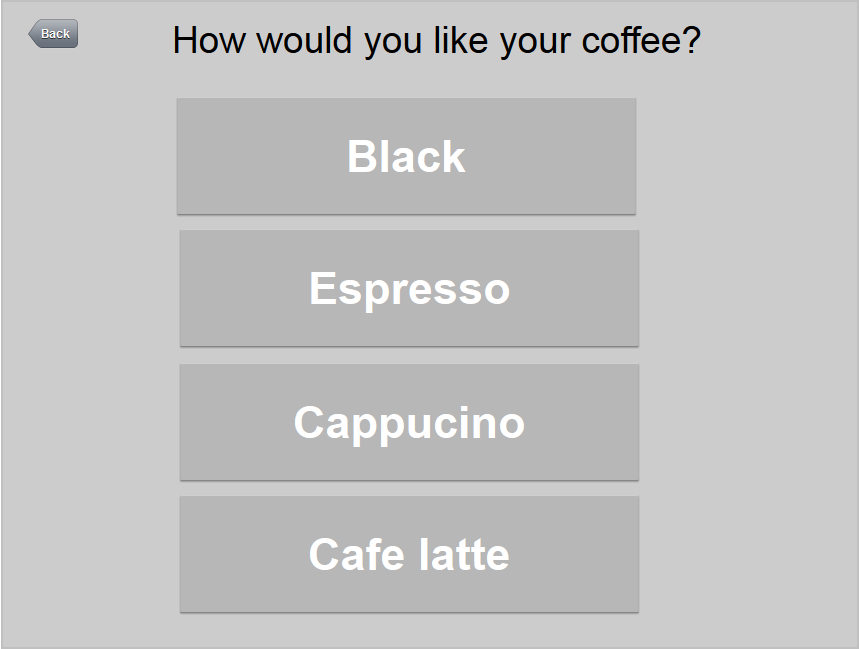 Back
How would you like your coffee?
Black
Espresso
Cappucino
Cafe latte